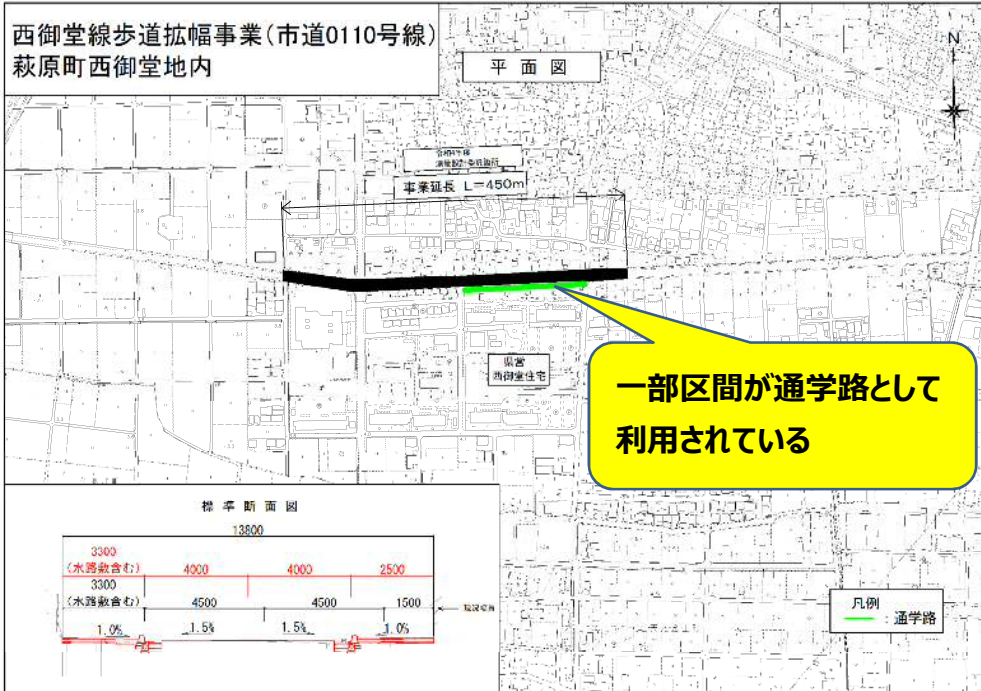 西御堂線歩道拡幅事業(市道0110号線)
萩原町西御堂地内
平面図
N
事業延長 L=450m
県営
西御堂住宅
一部区間が通学路として
利用されている
標準断面図
13800
3300
(水路敷含む)
4000
4000
2500
3300
(水路敷含む)
4500
4500
1500
1.0%
1.5%
1.5%
1.0%
凡例
: 通学路